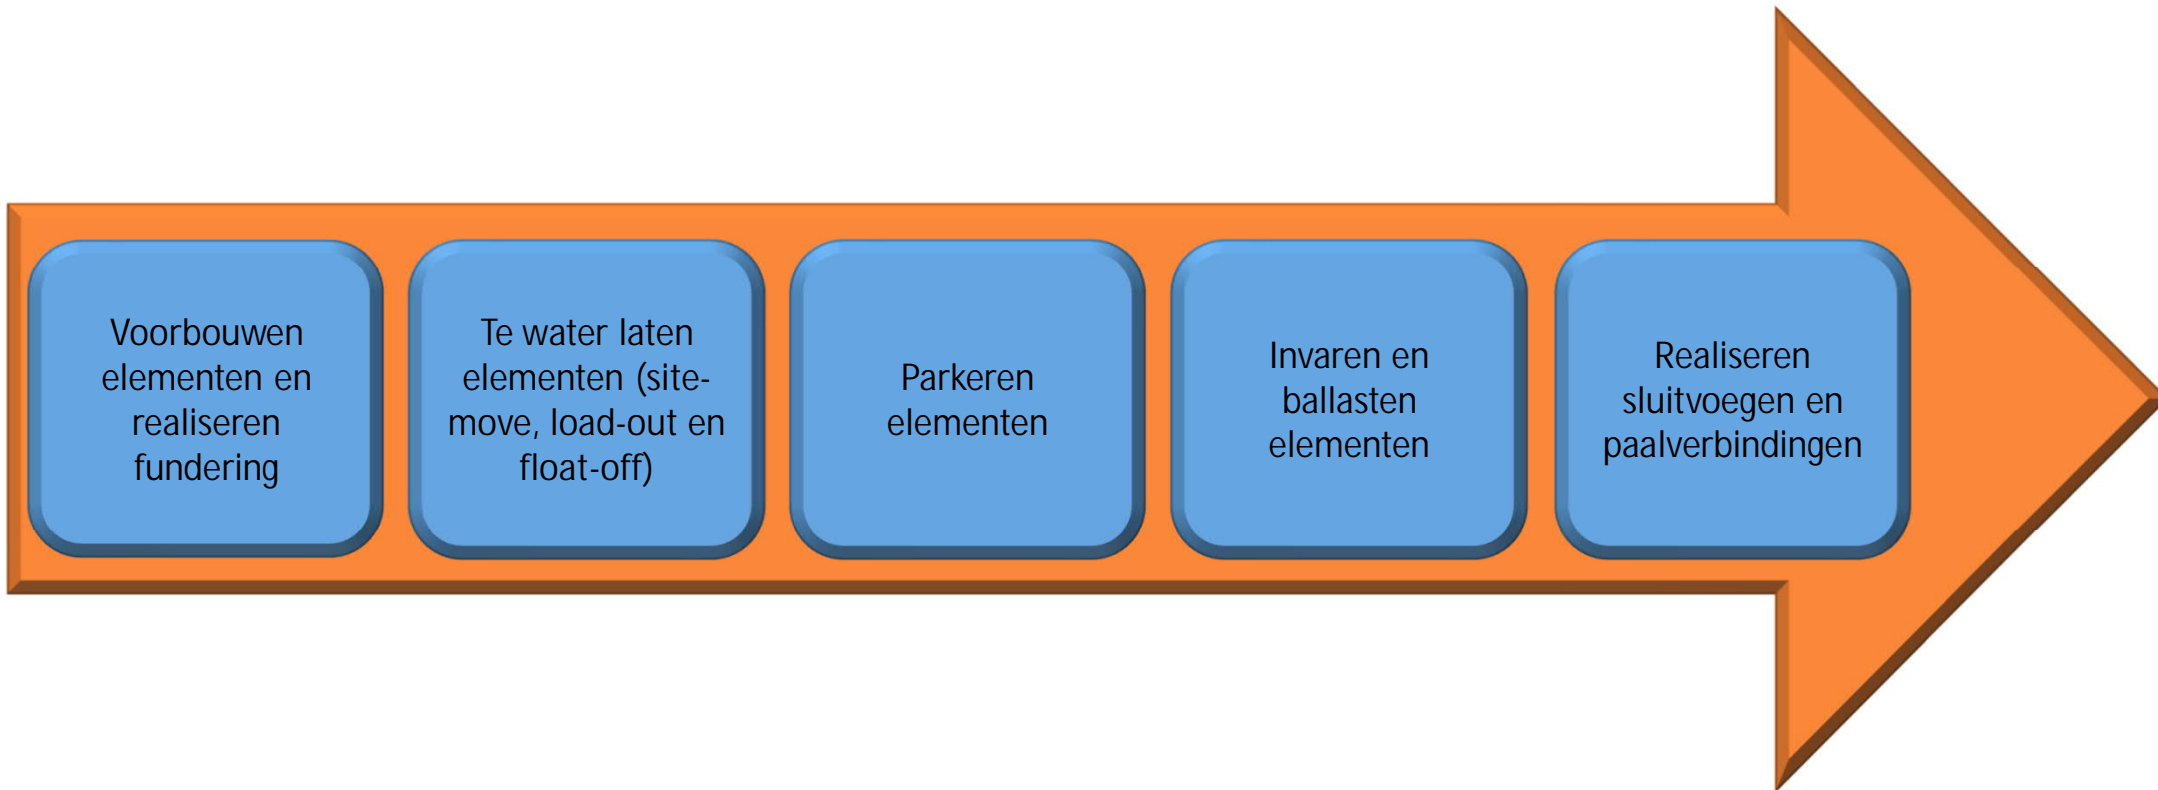 Voorbouwen
elementen en
realiseren
fundering
Te water laten
elementen (site-
move, load-out en
float-off)
Parkeren
elementen
Invaren en
ballasten
elementen
Realiseren
sluitvoegen en
paalverbindingen